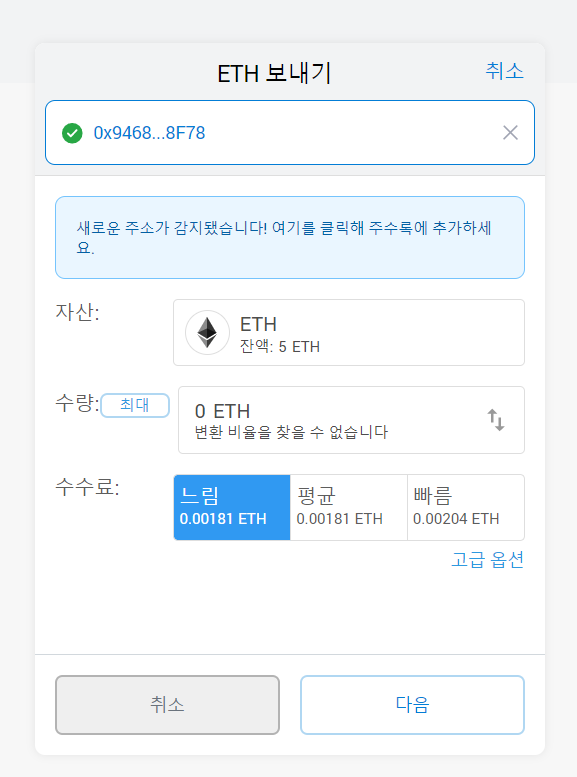 ETH 보내기
취소
0x9468...8F78
새로운 주소가 감지됐습니다! 여기를 클릭해 주수록에 추가하세
요.
자산:
ETH
잔액: 5 ETH
수량:
최대
0 ETH
변환 비율을 찾을 수 없습니다
수수료:
느림
0.00181 ETH
평균
0.00181 ETH
빠름
0.00204 ETH
고급 옵션
취소
다음